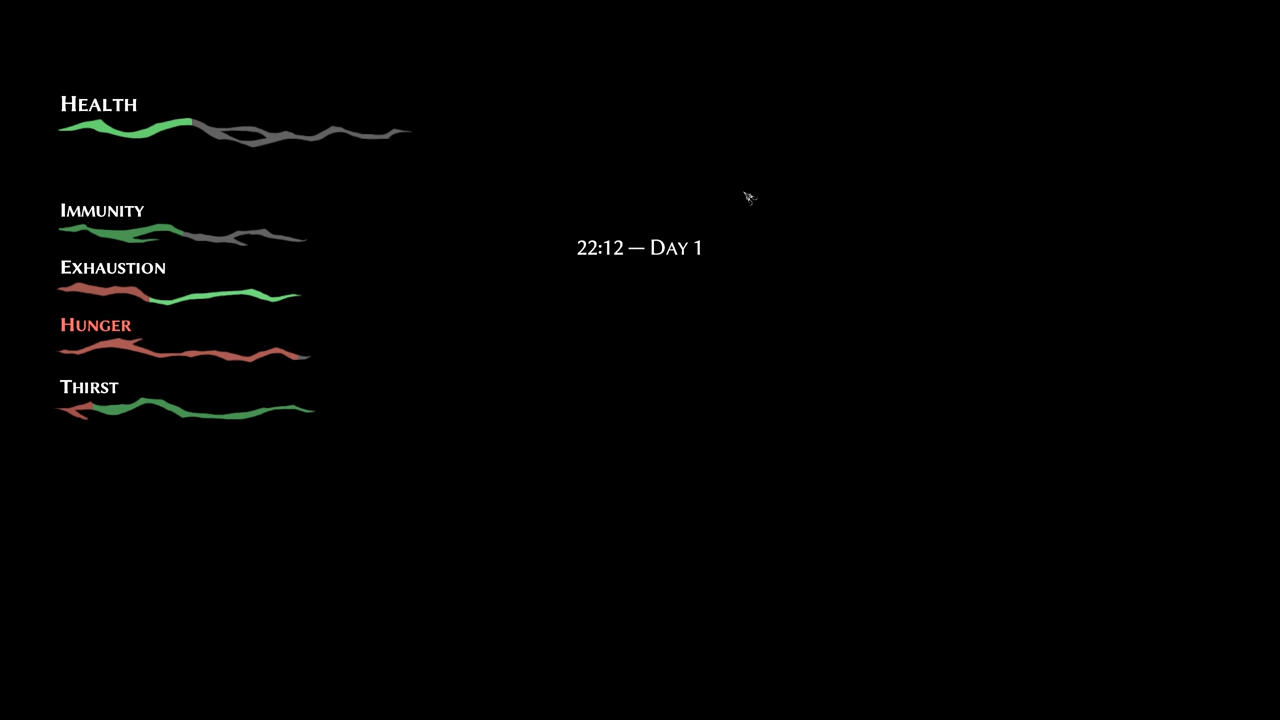 Health
Immunity
22:12 — Day 1
Exhaustion
Hunger
Thirst